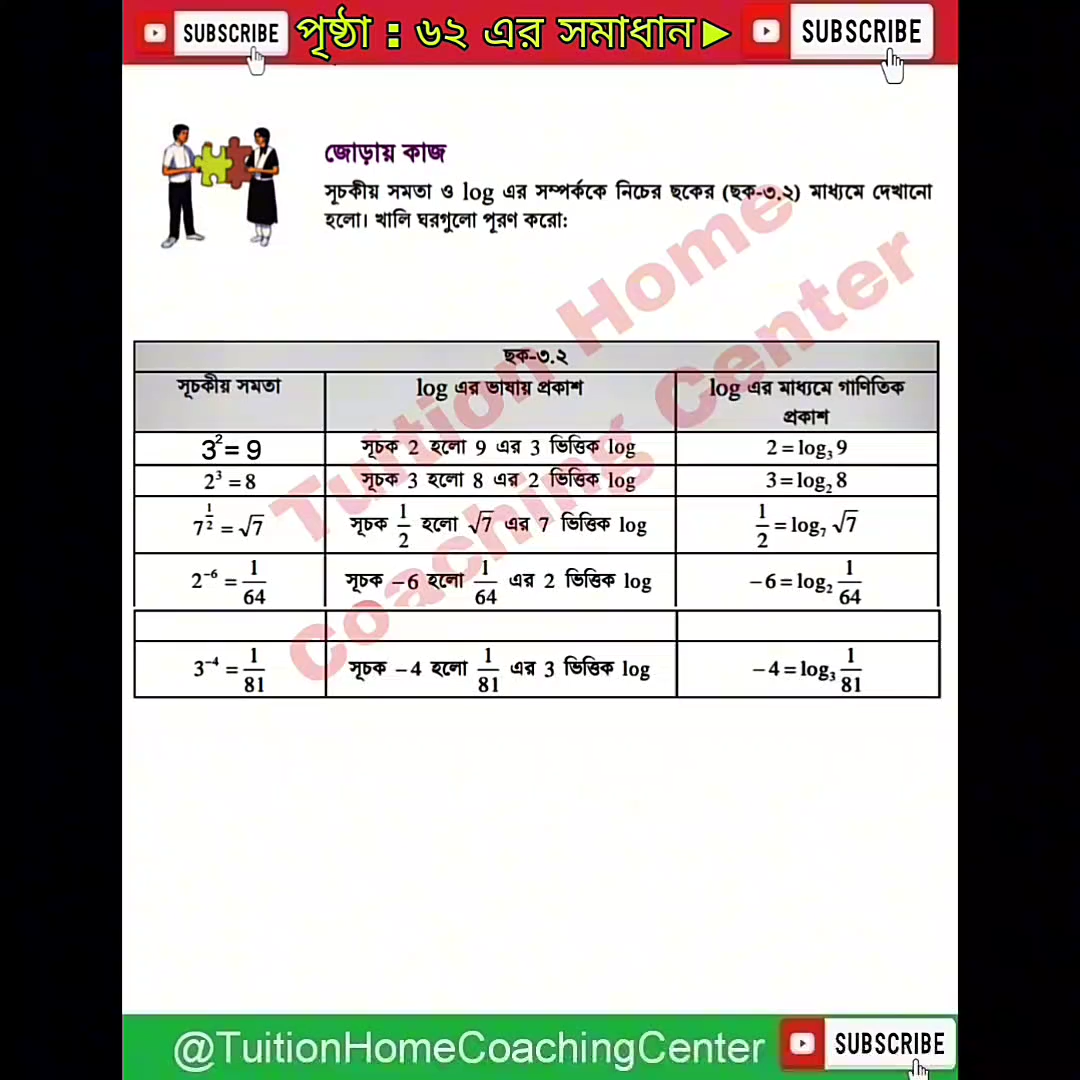 SUBSCRIBE পৃষ্ঠা : ৬২ এর সমাধান► SUBSCRIBE
জোড়ায় কাজ
সূচকীয় সমতা ও log এর সম্পর্ককে নিচের ছকের (ছক-৩.২) মাধ্যমে দেখানো
হলো। খালি ঘরগুলো পূরণ করো:
Tuition Home
Coaching Center
ছক-৩.২
সূচকীয় সমতা log এর ভাষায় প্রকাশ log এর মাধ্যমে গাণিতিক
প্রকাশ
3² = 9 সূচক 2 হলো 9 এর 3 ভিত্তিক log 2 = log₃ 9
2³ = 8 সূচক 3 হলো 8 এর 2 ভিত্তিক log 3 = log₂ 8
7^(1/2) = √7 সূচক 1/2 হলো √7 এর 7 ভিত্তিক log 1/2 = log₇ √7
2⁻⁶ = 1/64 সূচক −6 হলো 1/64 এর 2 ভিত্তিক log −6 = log₂ 1/64
3⁻⁴ = 1/81 সূচক −4 হলো 1/81 এর 3 ভিত্তিক log −4 = log₃ 1/81
@TuitionHomeCoachingCenter SUBSCRIBE